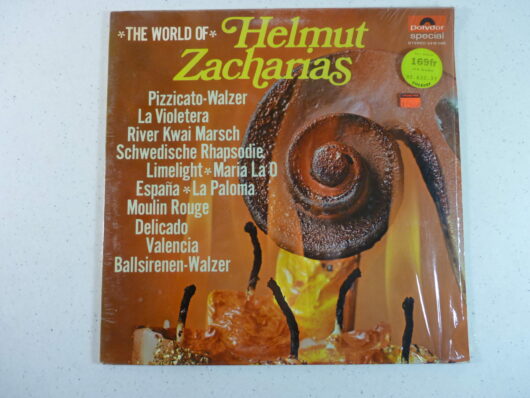 *THE WORLD OF*
Helmut
Zacharias
Pizzicato-Walzer
La Violetera
River Kwai Marsch
Schwedische Rhapsodie
Limelight*Maria La O
España*La Paloma
Moulin Rouge
Delicado
Valencia
Ballsirenen-Walzer
Polydor
special
STEREO
169fr